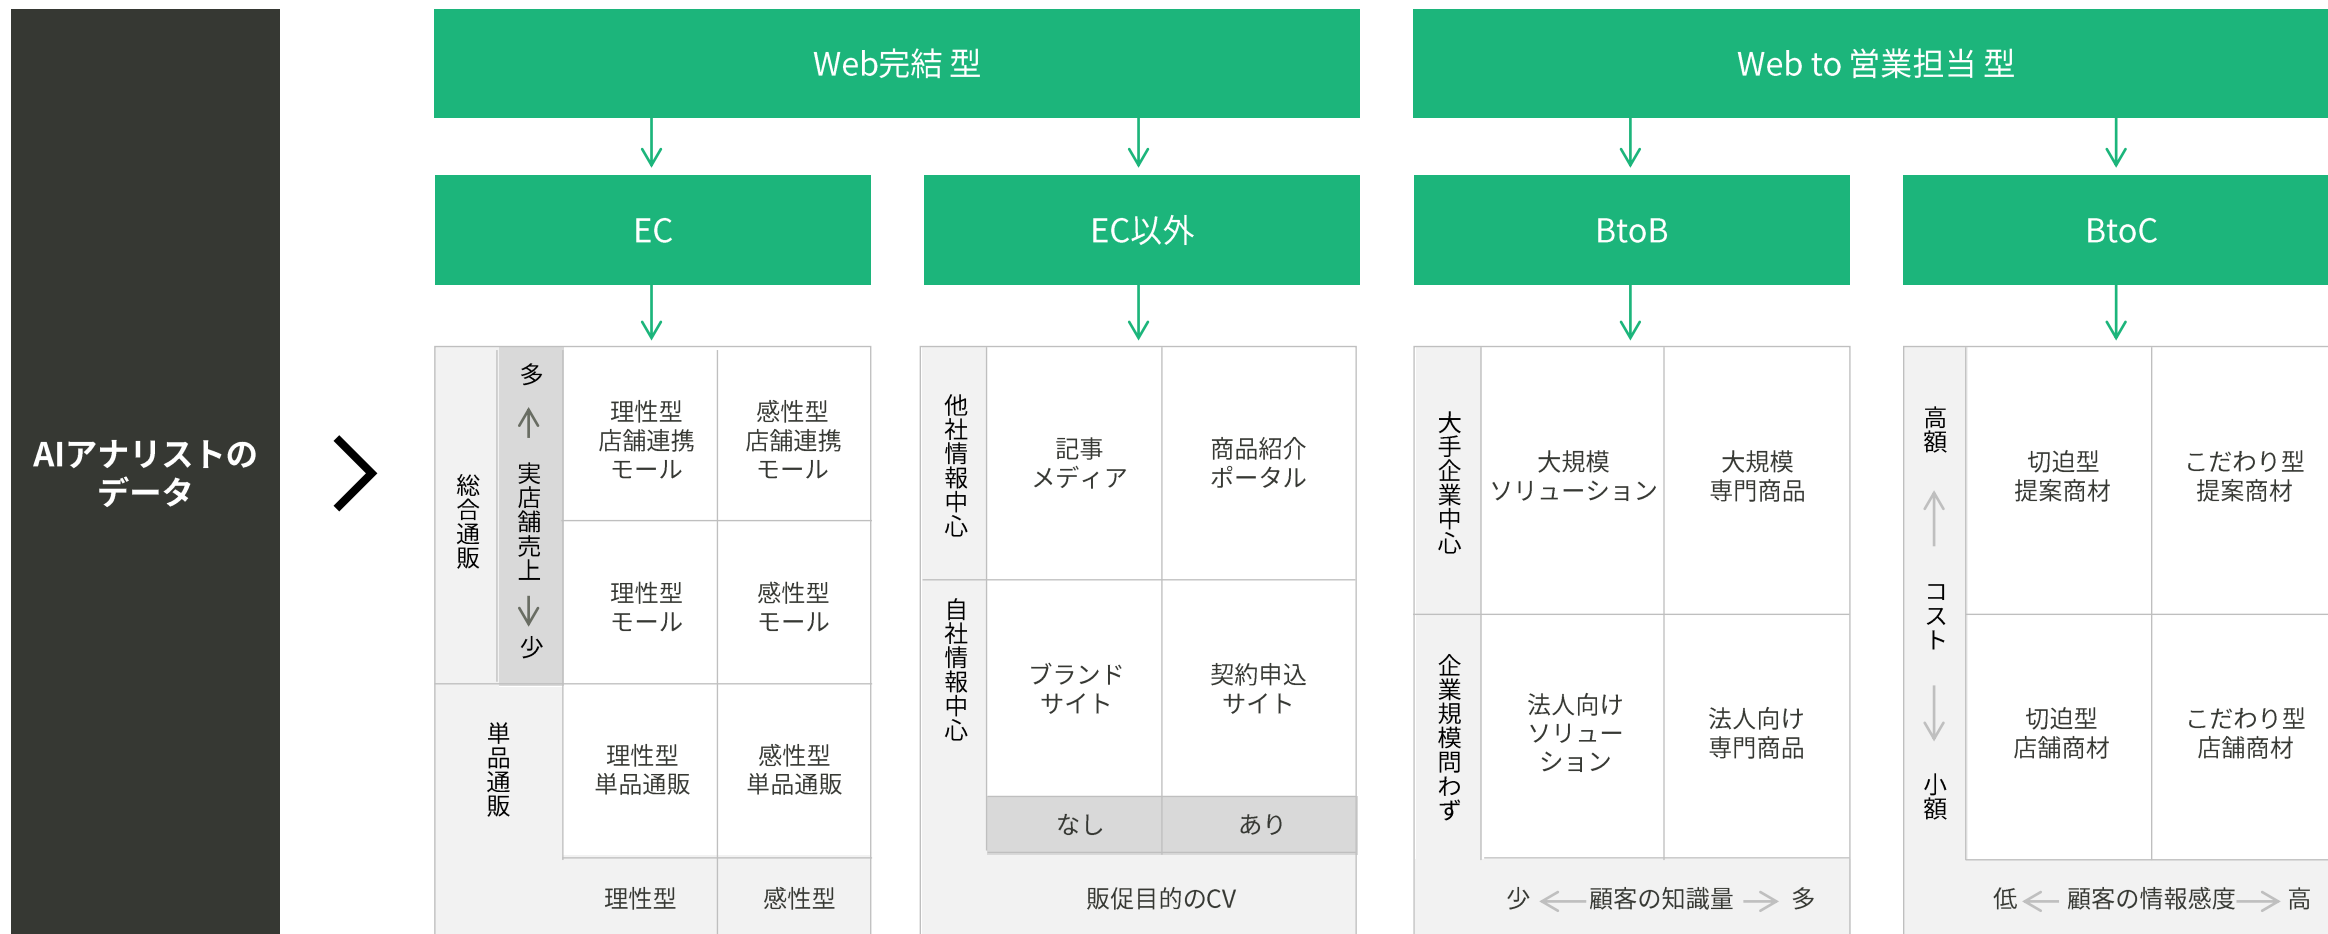 AIアナリストの
データ
Web完結 型
Web to 営業担当 型
EC
EC以外
BtoB
BtoC
総合通販
多
実店舗売上
少
理性型
店舗連携
モール
感性型
店舗連携
モール
理性型
モール
感性型
モール
単品通販
理性型
単品通販
感性型
単品通販
理性型
感性型
他社情報中心
記事
メディア
商品紹介
ポータル
自社情報中心
ブランド
サイト
契約申込
サイト
なし
あり
販促目的のCV
大手企業中心
大規模
ソリューション
大規模
専門商品
企業規模問わず
法人向け
ソリュー
ション
法人向け
専門商品
少
顧客の知識量
多
高額
コスト
小額
切迫型
提案商材
こだわり型
提案商材
切迫型
店舗商材
こだわり型
店舗商材
低
顧客の情報感度
高